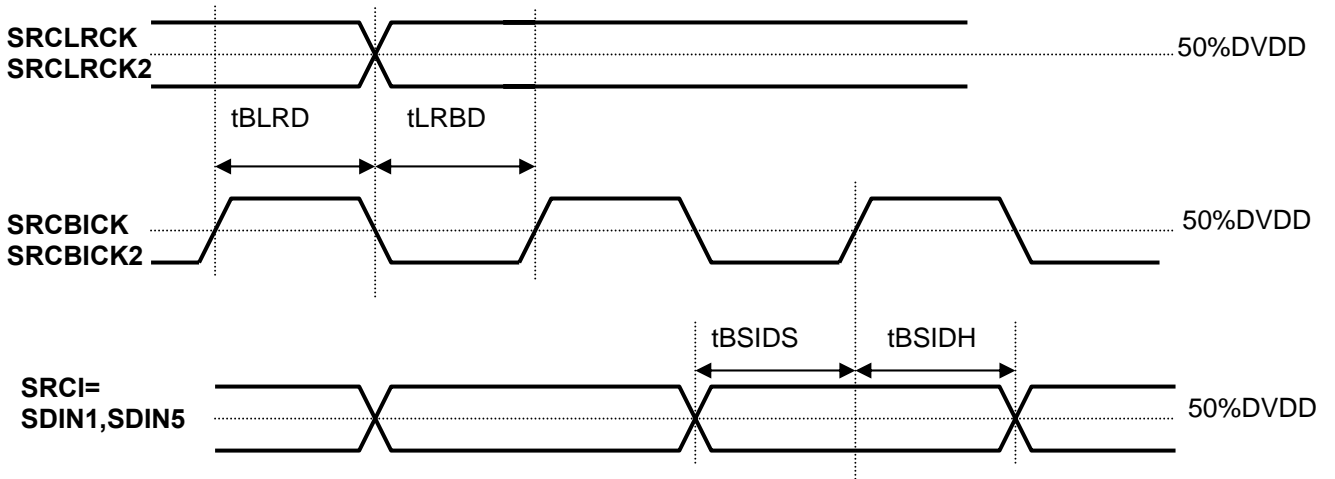 SRCLRCK
SRCLRCK2
50%DVDD
tBLRD
tLRBD
SRCBICK
SRCBICK2
50%DVDD
tBSIDS
tBSIDH
SRCI=
SDIN1,SDIN5
50%DVDD